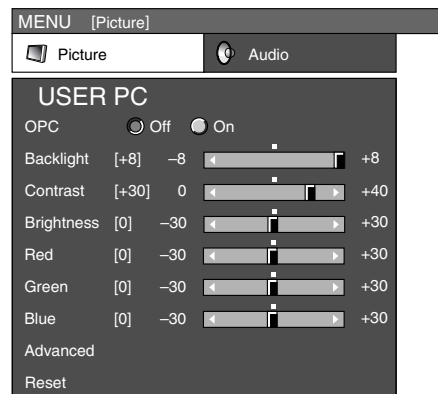 MENU [Picture]
Picture Audio
USER PC
OPC Off On
Backlight [+8] –8 +8
Contrast [+30] 0 +40
Brightness [0] –30 +30
Red [0] –30 +30
Green [0] –30 +30
Blue [0] –30 +30
Advanced
Reset